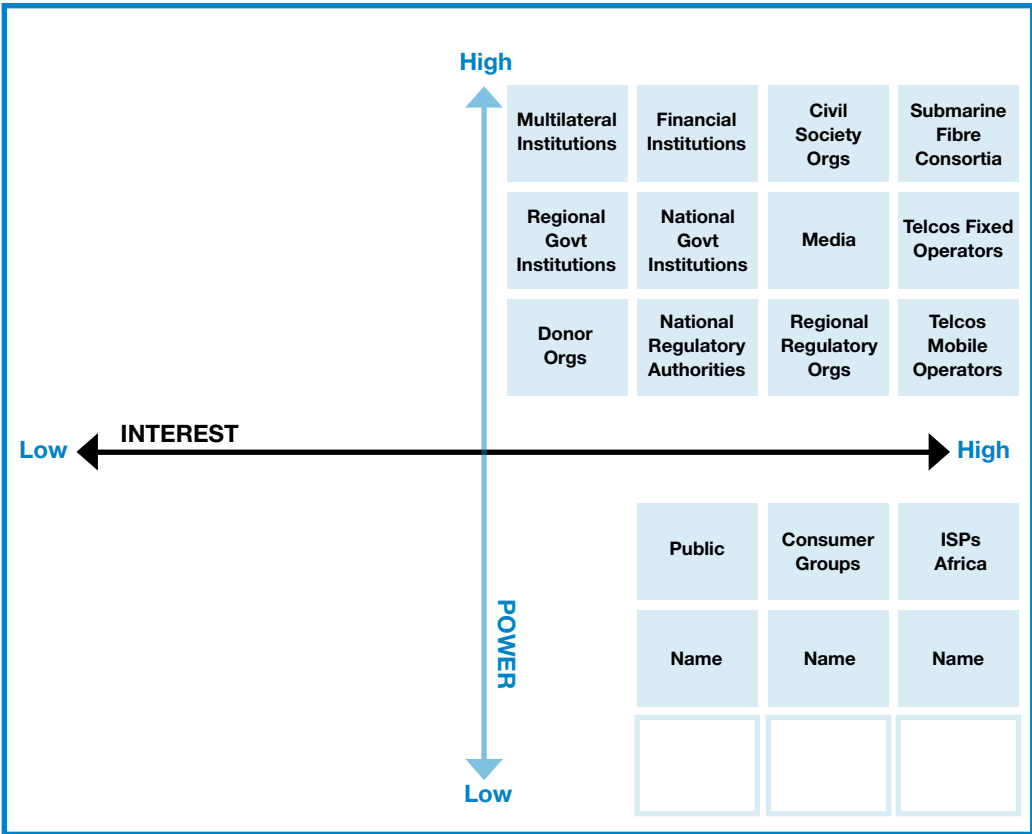 High
Multilateral
Institutions
Financial
Institutions
Civil
Society
Orgs
Submarine
Fibre
Consortia
Regional
Govt
Institutions
National
Govt
Institutions
Media
Telcos Fixed
Operators
Donor
Orgs
National
Regulatory
Authorities
Regional
Regulatory
Orgs
Telcos
Mobile
Operators
INTEREST
Low
High
Public
Consumer
Groups
ISPs
Africa
POWER
Name
Name
Name
Low